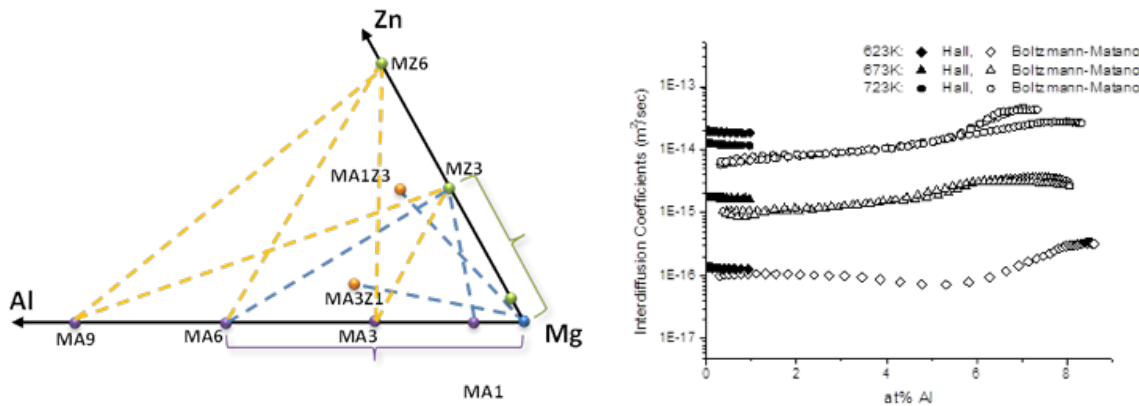 Zn
MZ6
MZ3
MA1Z3
MA3Z1
Al
Mg
MA9
MA6
MA3
MA1
623K: Hall, Boltzmann-Matano
673K: Hall, Boltzmann-Matano
723K: Hall, Boltzmann-Matano
Interdiffusion Coefficients (m²/sec)
1E-13
1E-14
1E-15
1E-16
1E-17
0 2 4 6 8
at% Al